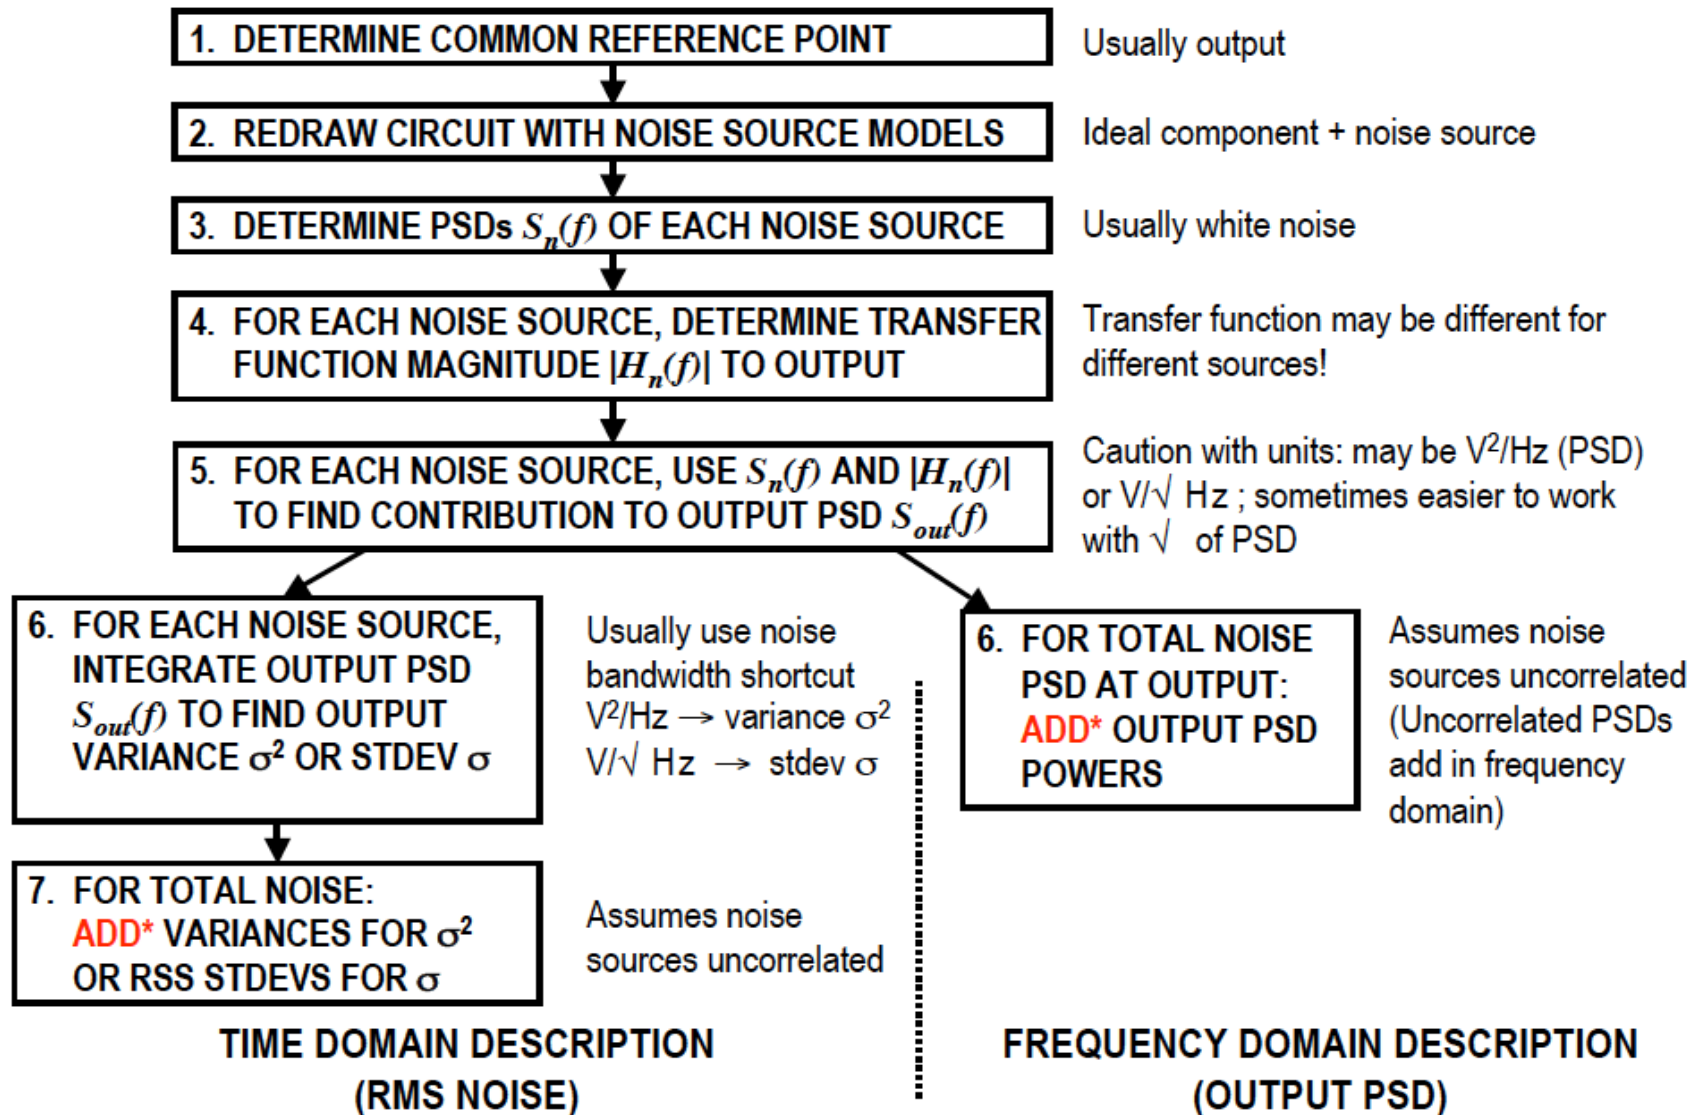 1. DETERMINE COMMON REFERENCE POINT
Usually output
2. REDRAW CIRCUIT WITH NOISE SOURCE MODELS
Ideal component + noise source
3. DETERMINE PSDs Sₙ(f) OF EACH NOISE SOURCE
Usually white noise
4. FOR EACH NOISE SOURCE, DETERMINE TRANSFER
FUNCTION MAGNITUDE |Hₙ(f)| TO OUTPUT
Transfer function may be different for
different sources!
5. FOR EACH NOISE SOURCE, USE Sₙ(f) AND |Hₙ(f)|
TO FIND CONTRIBUTION TO OUTPUT PSD Sout(f)
Caution with units: may be V²/Hz (PSD)
or V/√ Hz ; sometimes easier to work
with √ of PSD
6. FOR EACH NOISE SOURCE,
INTEGRATE OUTPUT PSD
Sout(f) TO FIND OUTPUT
VARIANCE σ² OR STDEV σ
Usually use noise
bandwidth shortcut
V²/Hz → variance σ²
V/√ Hz → stdev σ
6. FOR TOTAL NOISE
PSD AT OUTPUT:
ADD* OUTPUT PSD
POWERS
Assumes noise
sources uncorrelated
(Uncorrelated PSDs
add in frequency
domain)
7. FOR TOTAL NOISE:
ADD* VARIANCES FOR σ²
OR RSS STDEVS FOR σ
Assumes noise
sources uncorrelated
TIME DOMAIN DESCRIPTION
(RMS NOISE)
FREQUENCY DOMAIN DESCRIPTION
(OUTPUT PSD)